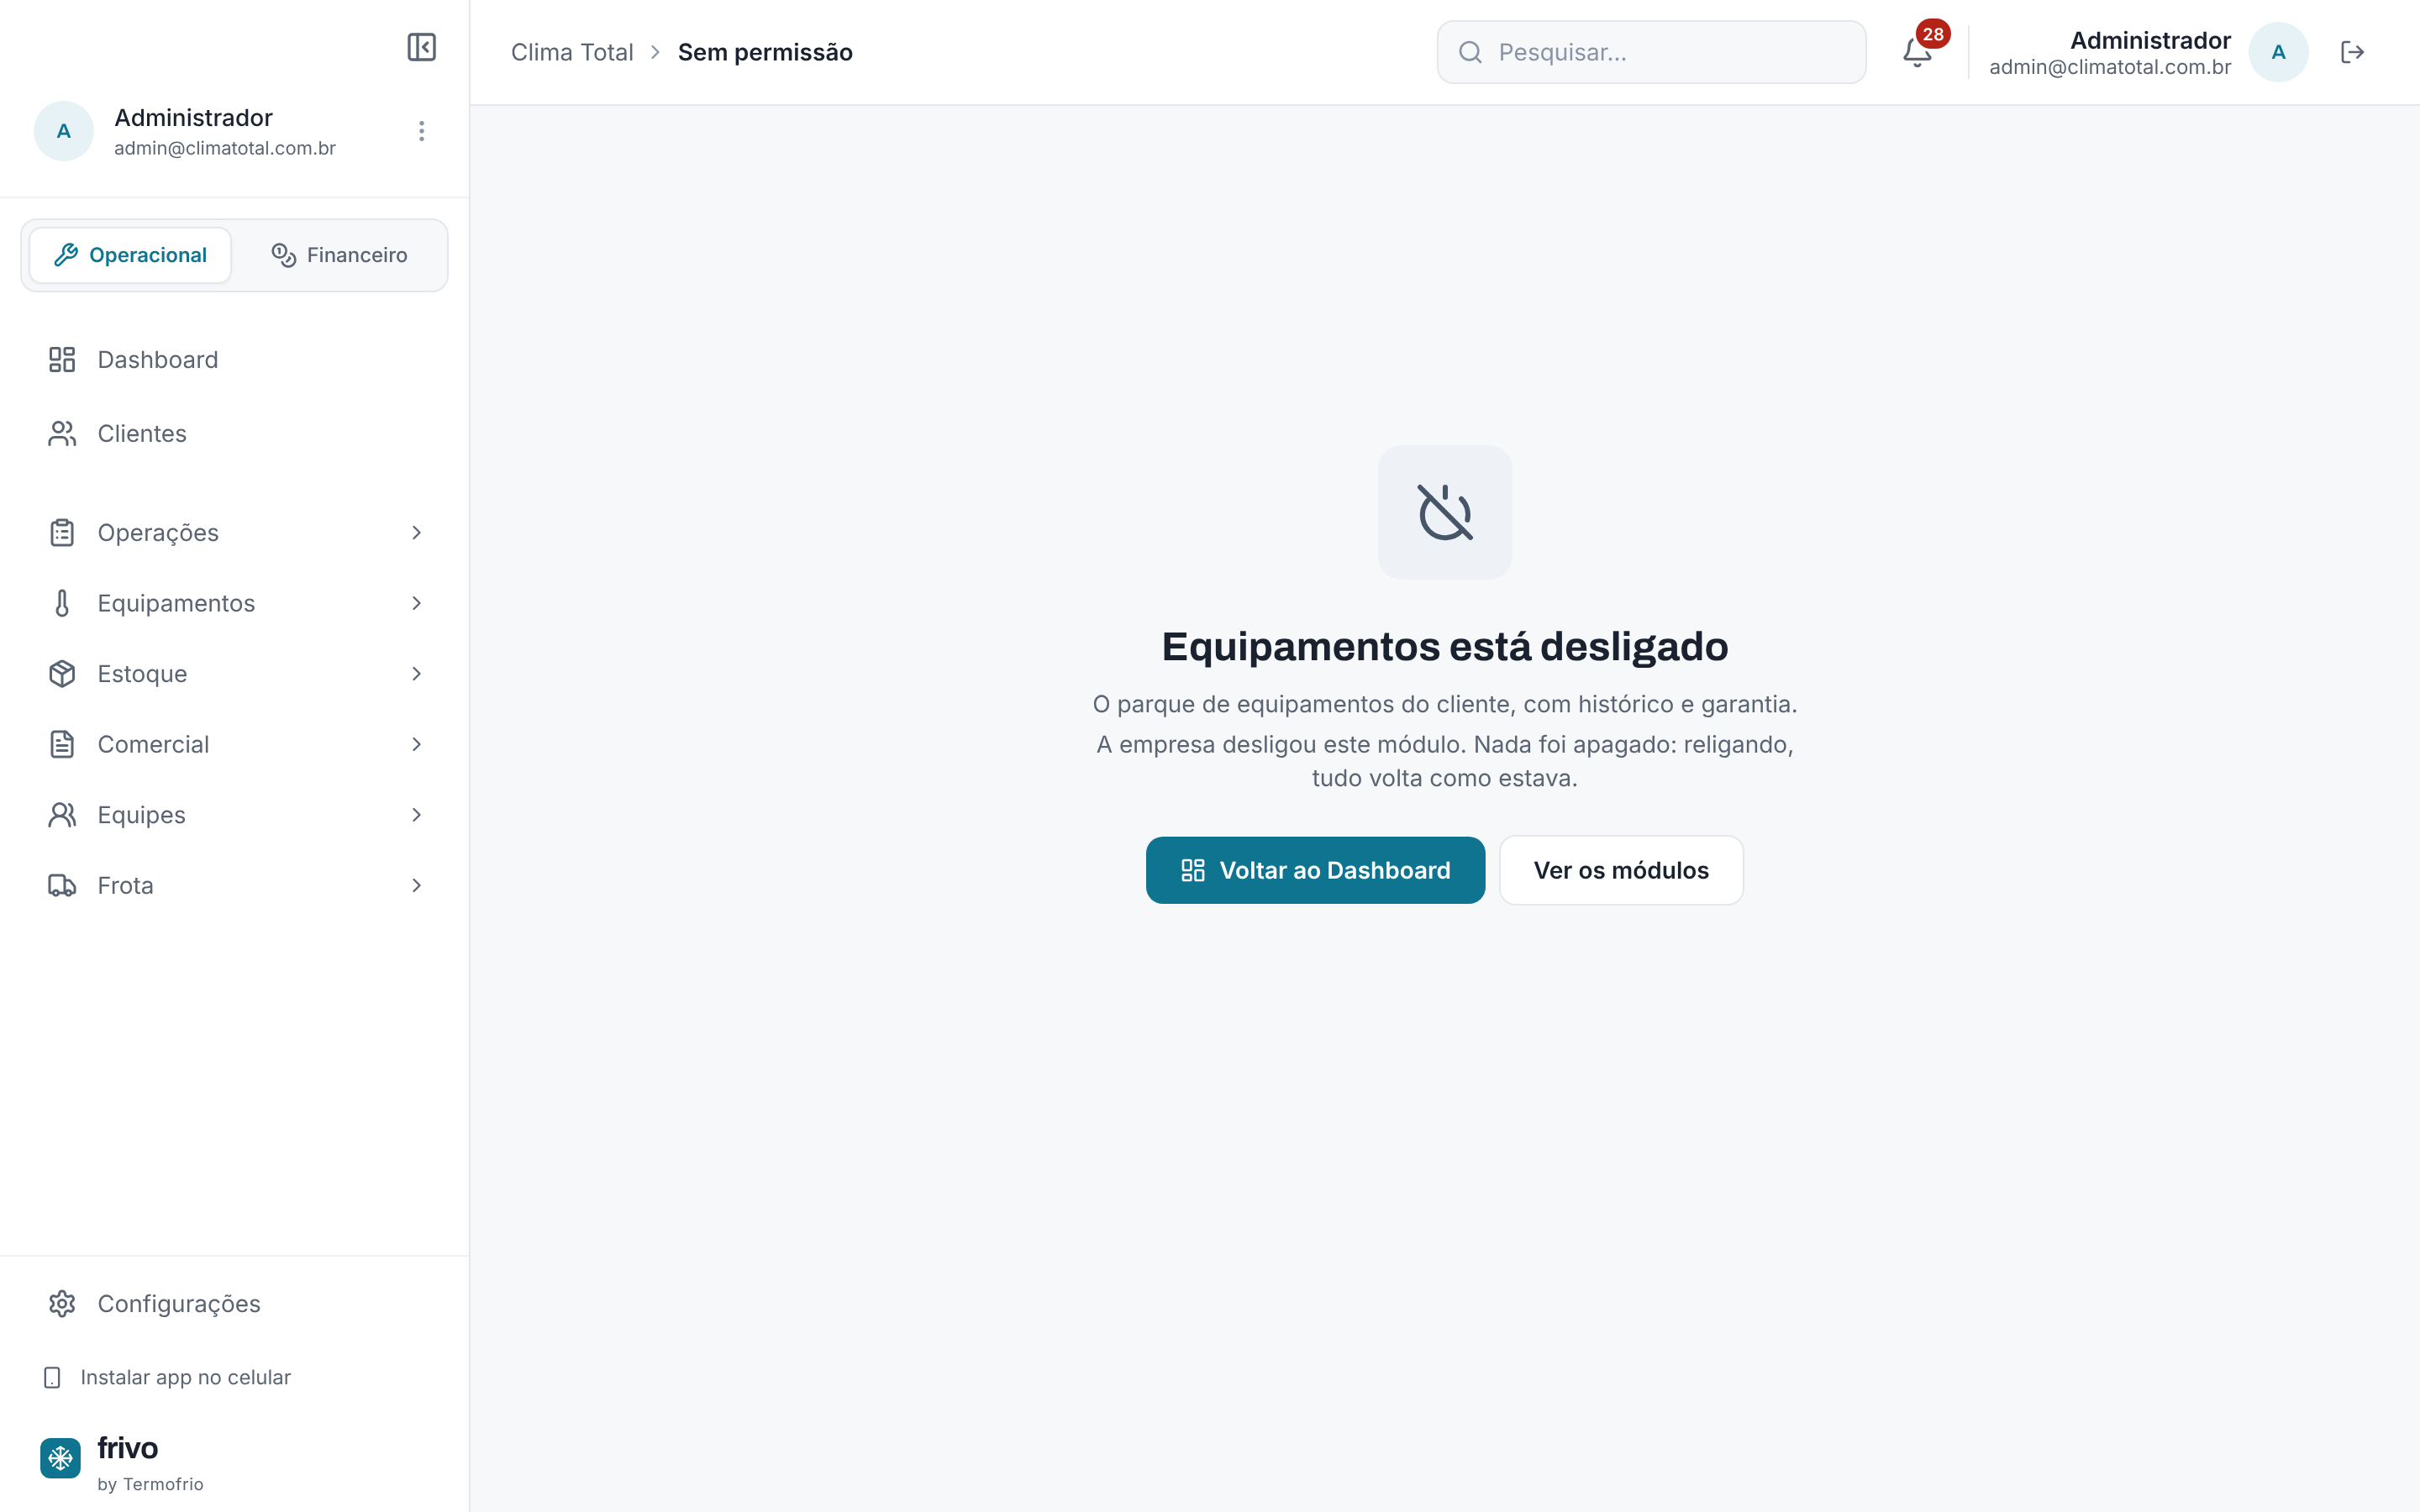 Clima Total
Sem permissão
Pesquisar...
28
Administrador
admin@climatotal.com.br
A
A
Administrador
admin@climatotal.com.br
Operacional
Financeiro
Dashboard
Clientes
Operações
Equipamentos
Estoque
Comercial
Equipes
Frota
Configurações
Instalar app no celular
frivo
by Termofrio
Equipamentos está desligado
O parque de equipamentos do cliente, com histórico e garantia.
A empresa desligou este módulo. Nada foi apagado: religando,
tudo volta como estava.
Voltar ao Dashboard
Ver os módulos